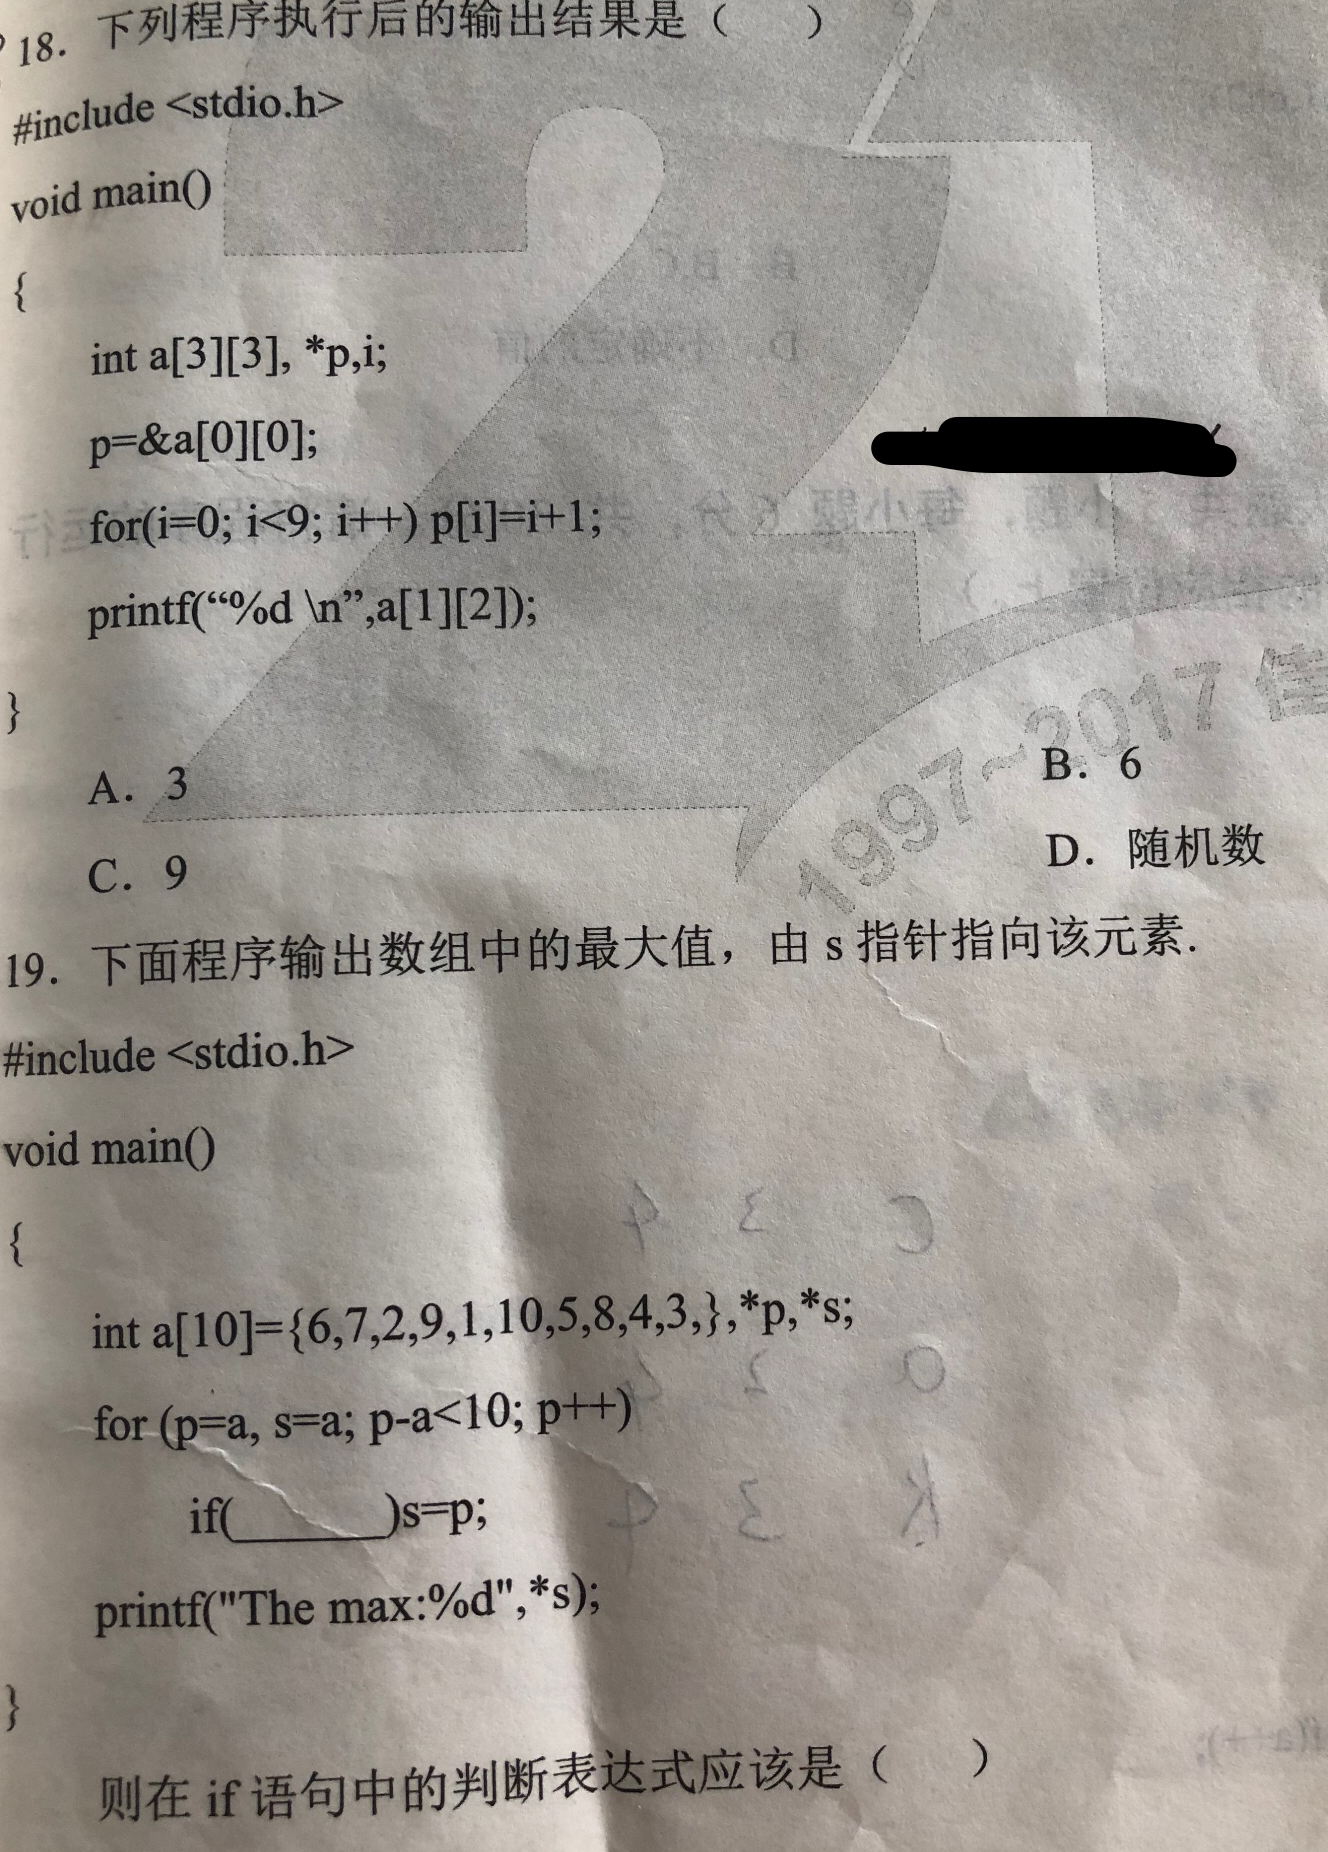 18. 下列程序执行后的输出结果是（ ）
#include <stdio.h>
void main()
{
int a[3][3], *p,i;
p=&a[0][0];
for(i=0; i<9; i++) p[i]=i+1;
printf(“%d \n”,a[1][2]);
}
A. 3
B. 6
C. 9
D. 随机数
1997~2017 佳
19. 下面程序输出数组中的最大值，由 s 指针指向该元素.
#include <stdio.h>
void main()
{
int a[10]={6,7,2,9,1,10,5,8,4,3,},*p,*s;
for (p=a, s=a; p-a<10; p++)
if(______)s=p;
printf("The max:%d",*s);
}
则在 if 语句中的判断表达式应该是（ ）